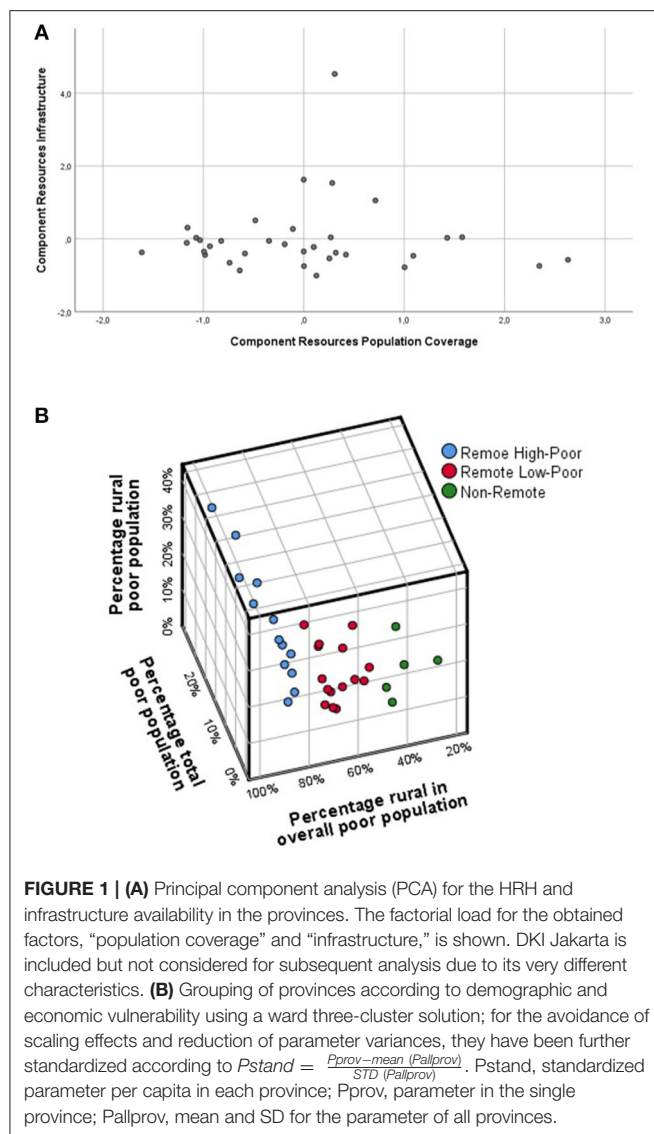 A
Component Resources Infrastructure
4,0
2,0
,0
-2,0
-2,0
-1,0
,0
1,0
2,0
3,0
Component Resources Population Coverage
B
Remoe High-Poor
Remote Low-Poor
Non-Remote
Percentage rural
poor population
40%
30%
20%
10%
0%
Percentage total
poor population
20%
10%
0%
100%
80%
60%
40%
20%
Percentage rural in
overall poor population
FIGURE 1 | (A) Principal component analysis (PCA) for the HRH and
infrastructure availability in the provinces. The factorial load for the obtained
factors, “population coverage” and “infrastructure,” is shown. DKI Jakarta is
included but not considered for subsequent analysis due to its very different
characteristics. (B) Grouping of provinces according to demographic and
economic vulnerability using a ward three-cluster solution; for the avoidance of
scaling effects and reduction of parameter variances, they have been further
standardized according to Pstand = Pprov−mean (Pallprov) / STD (Pallprov). Pstand, standardized
parameter per capita in each province; Pprov, parameter in the single
province; Pallprov, mean and SD for the parameter of all provinces.